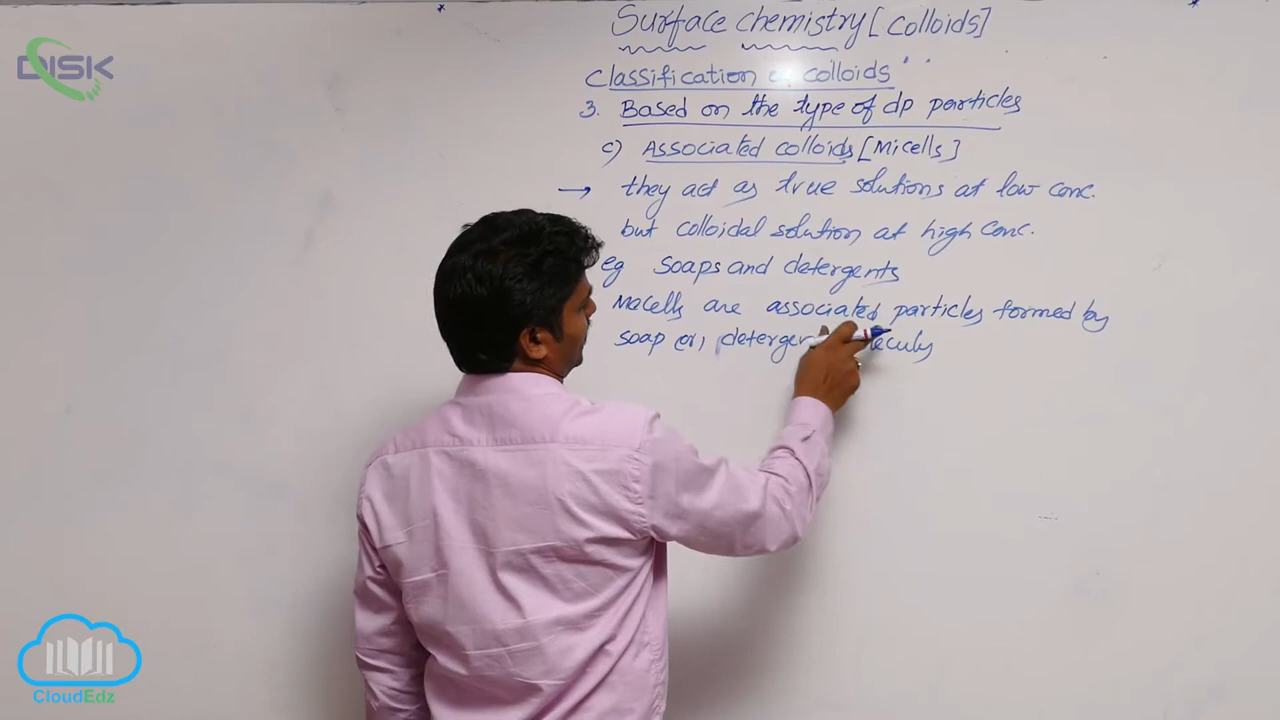 DISK
Surface chemistry [colloids]
Classification of colloids
3. Based on the type of dp particles
c) Associated colloids [Micells]
→ they act as true solutions at low conc.
but colloidal solution at high conc.
eg soaps and detergents
Mecells are associated particles formed by
soap (or)
CloudEdz